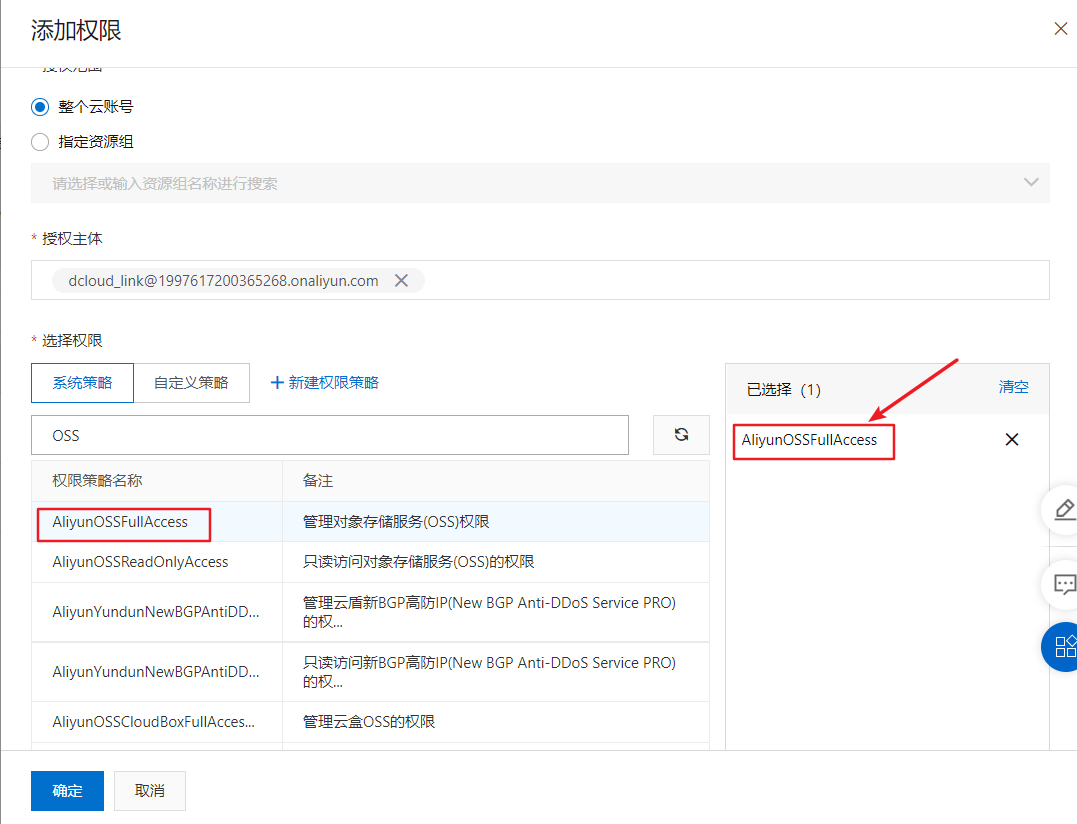 添加权限
授权范围
整个云账号
指定资源组
请选择或输入资源组名称进行搜索
* 授权主体
dcloud_link@1997617200365268.onaliyun.com
* 选择权限
系统策略 自定义策略 + 新建权限策略
已选择（1） 清空
AliyunOSSFullAccess
OSS
权限策略名称 备注
AliyunOSSFullAccess 管理对象存储服务(OSS)权限
AliyunOSSReadOnlyAccess 只读访问对象存储服务(OSS)的权限
AliyunYundunNewBGPAntiDD... 管理云盾新BGP高防IP(New BGP Anti-DDoS Service PRO)
的权...
AliyunYundunNewBGPAntiDD... 只读访问新BGP高防IP(New BGP Anti-DDoS Service PRO)
的权...
AliyunOSSCloudBoxFullAcces... 管理云盒OSS的权限
确定 取消